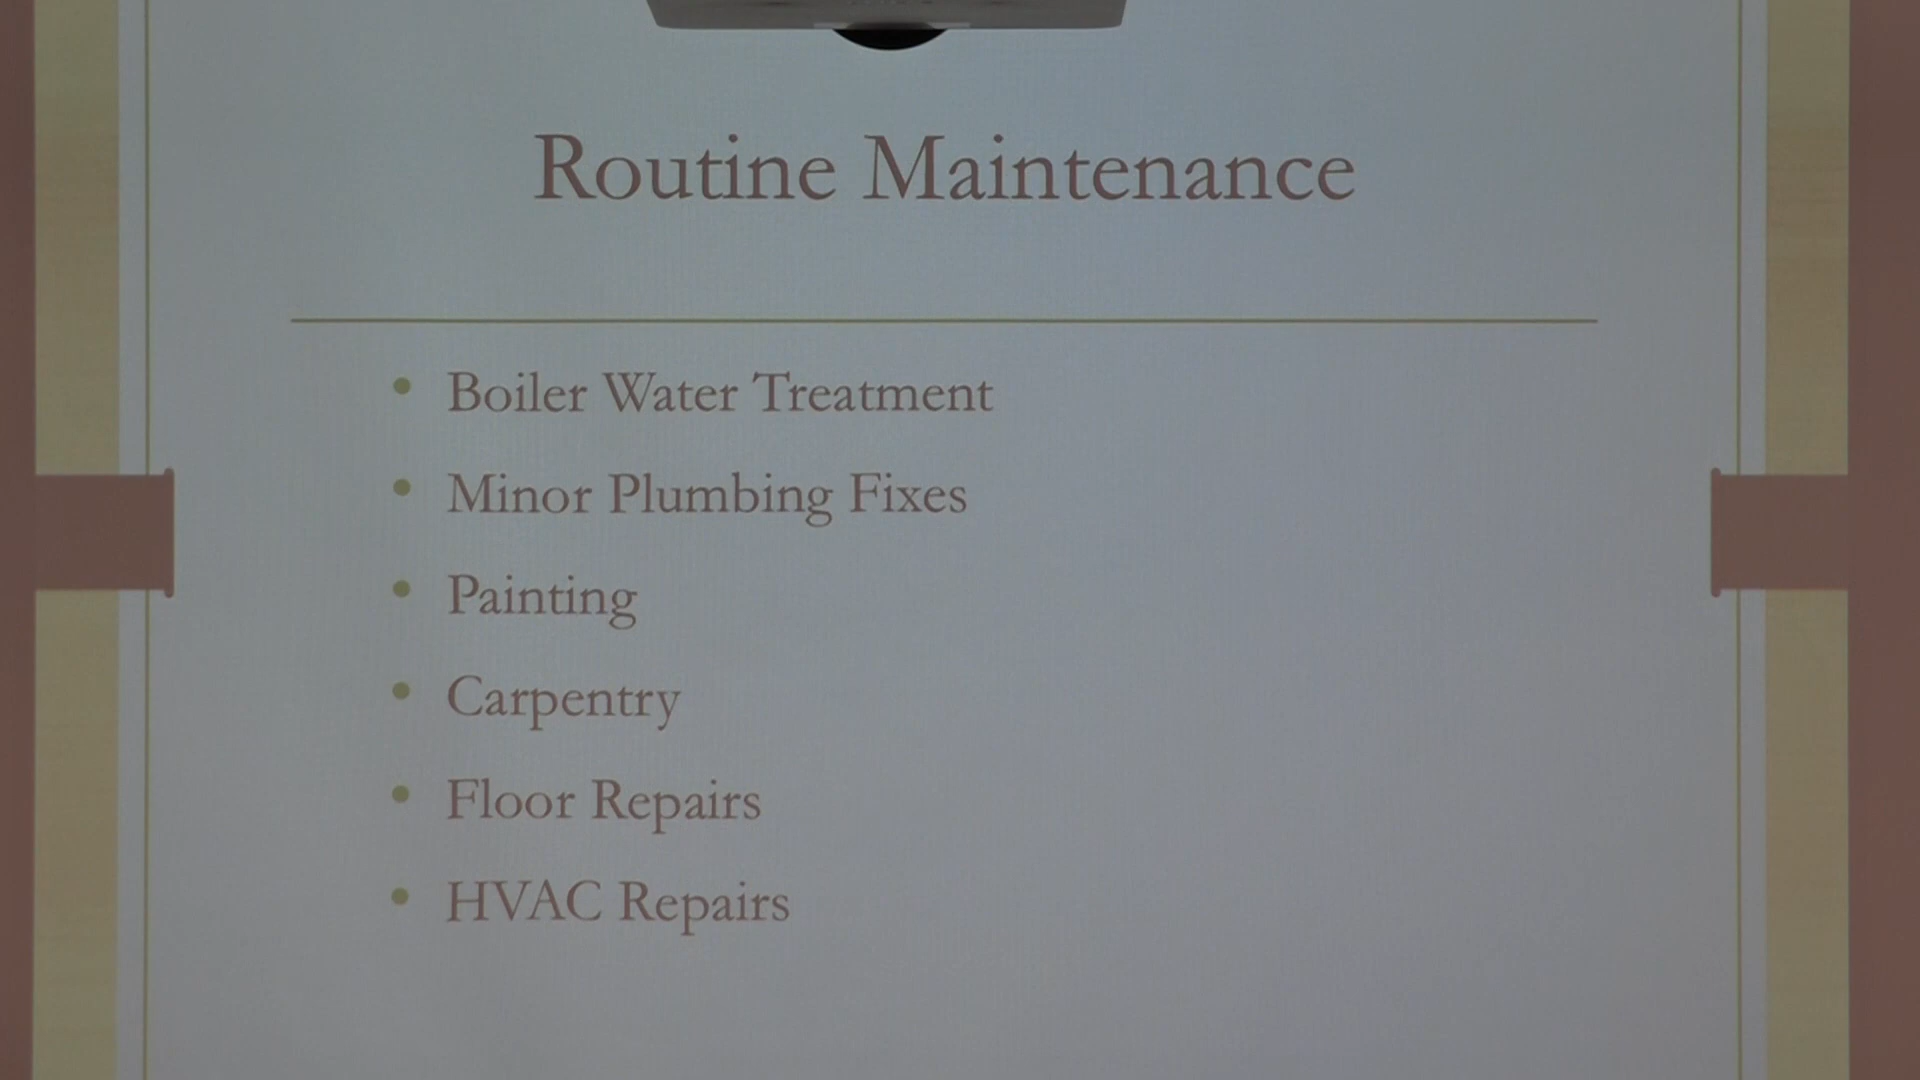 Routine Maintenance
• Boiler Water Treatment
• Minor Plumbing Fixes
• Painting
• Carpentry
• Floor Repairs
• HVAC Repairs